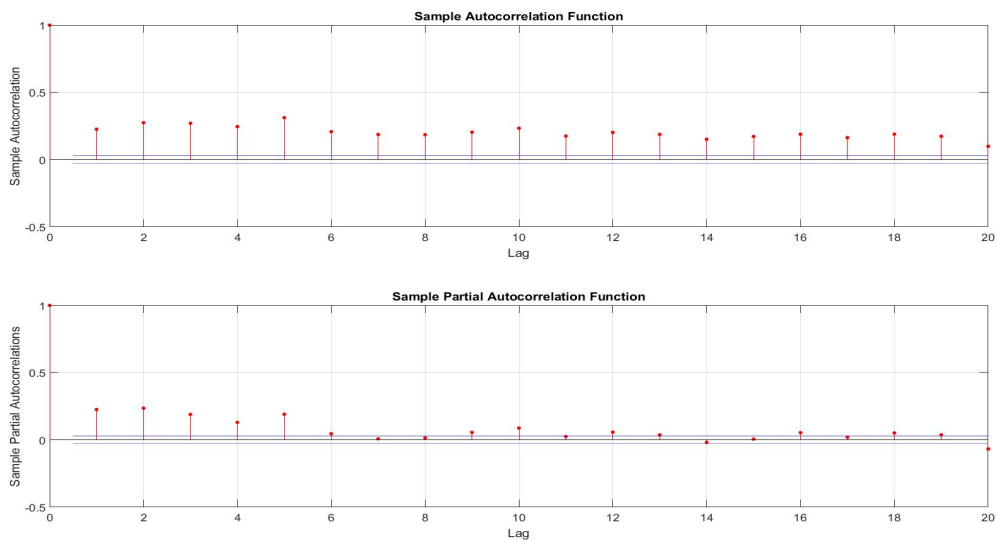 Sample Autocorrelation Function
1
0.5
0
-0.5
Sample Autocorrelation
0 2 4 6 8 10 12 14 16 18 20
Lag
Sample Partial Autocorrelation Function
1
0.5
0
-0.5
Sample Partial Autocorrelations
0 2 4 6 8 10 12 14 16 18 20
Lag